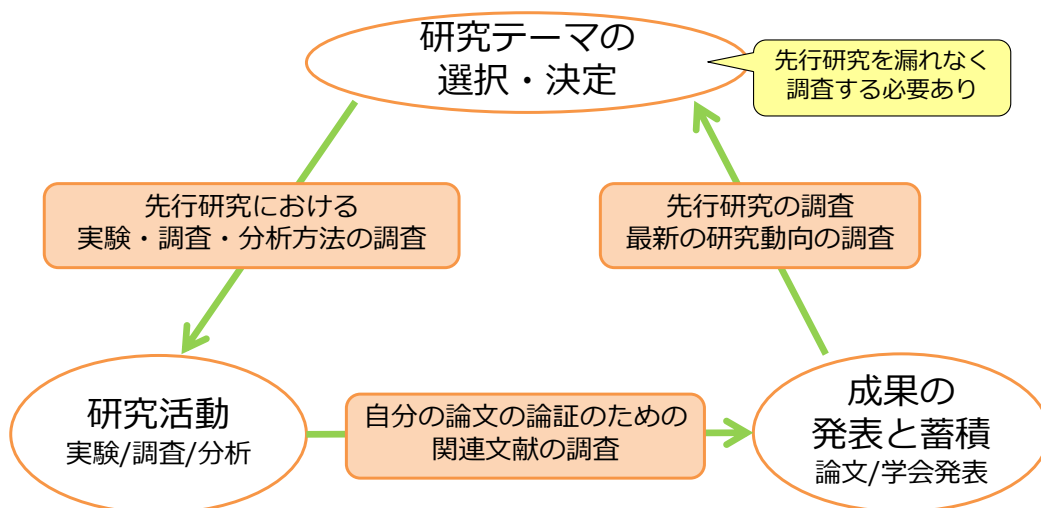 研究テーマの
選択・決定
先行研究を漏れなく
調査する必要あり
先行研究における
実験・調査・分析方法の調査
先行研究の調査
最新の研究動向の調査
研究活動
実験/調査/分析
自分の論文の論証のための
関連文献の調査
成果の
発表と蓄積
論文/学会発表